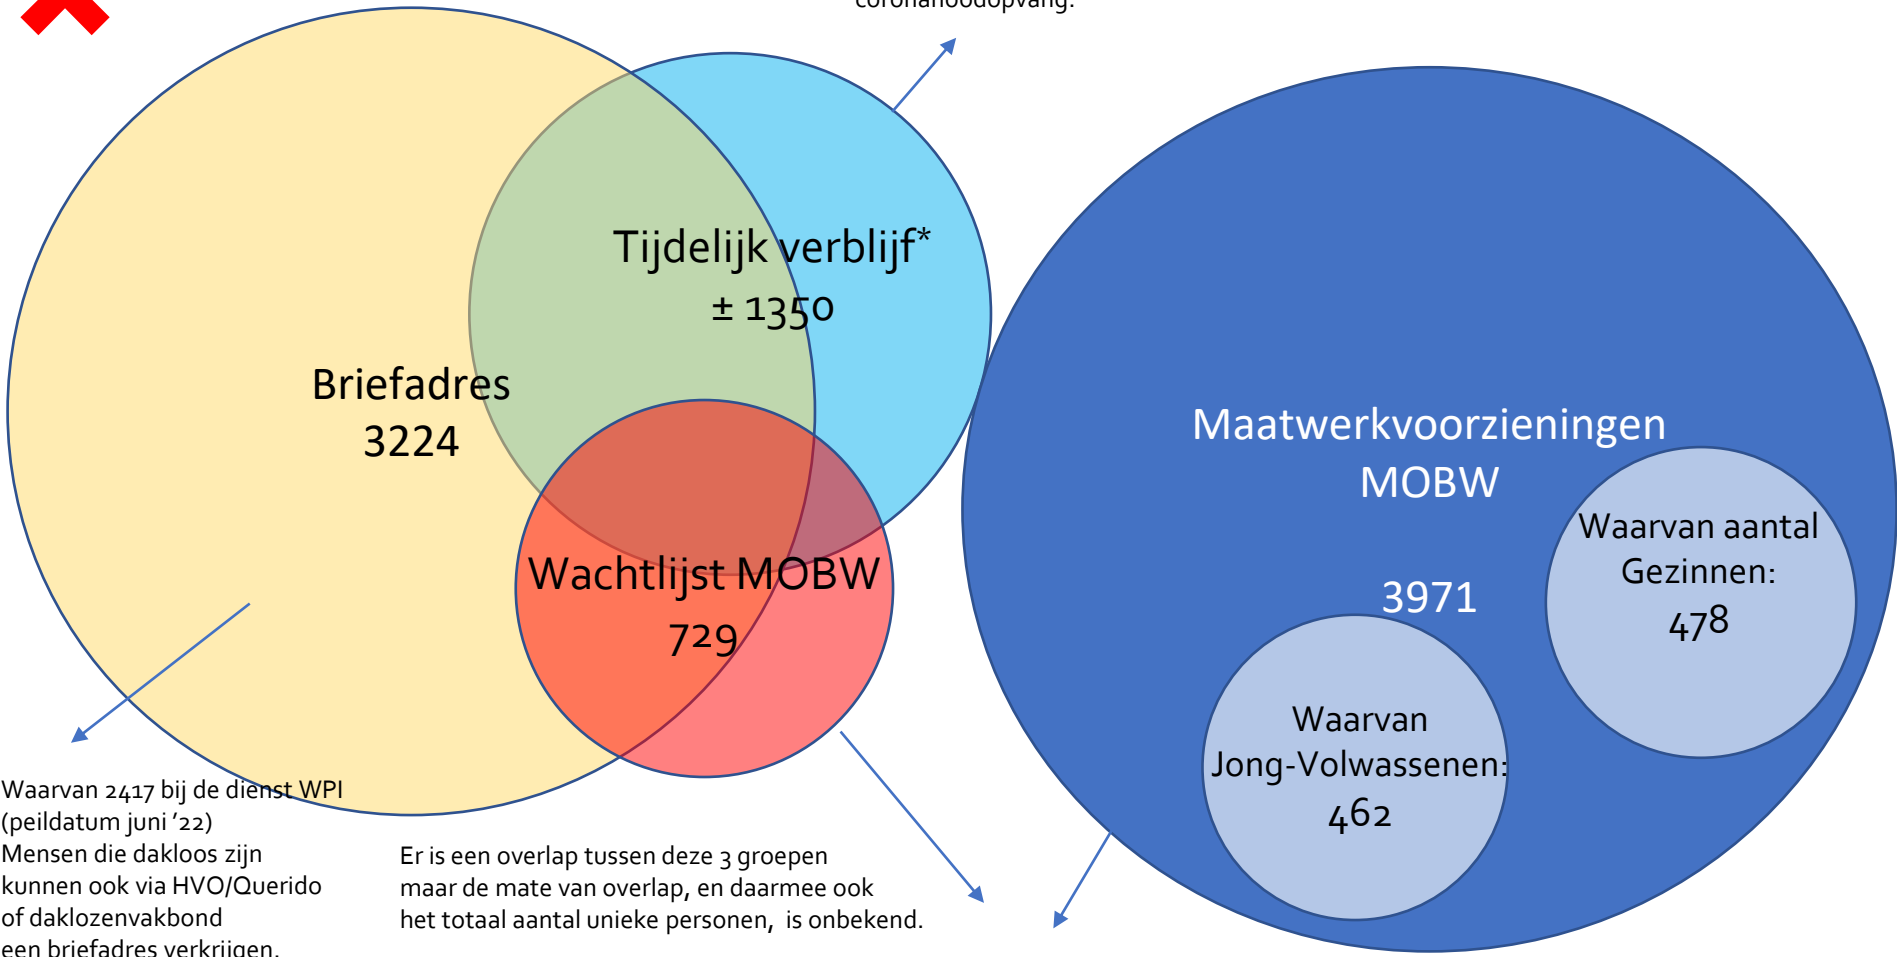 coronanoodopvang.
Tijdelijk verblijf*
± 1350
Briefadres
3224
Wachtlijst MOBW
729
Maatwerkvoorzieningen
MOBW
3971
Waarvan aantal
Gezinnen:
478
Waarvan
Jong-Volwassenen:
462
Waarvan 2417 bij de dienst WPI
(peildatum juni ’22)
Mensen die dakloos zijn
kunnen ook via HVO/Querido
of daklozenvakbond
een briefadres verkrijgen.
Er is een overlap tussen deze 3 groepen
maar de mate van overlap, en daarmee ook
het totaal aantal unieke personen, is onbekend.